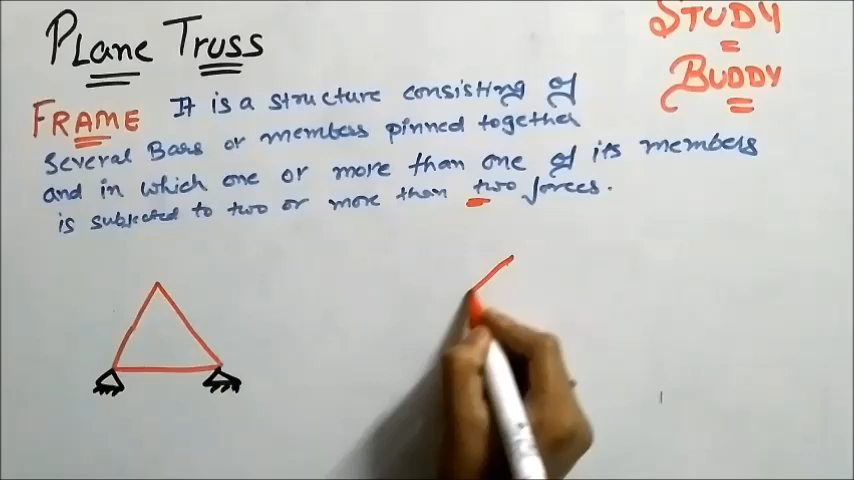 PLane Truss
STUDY
BUDDY
FRAME It is a structure consisting of
Several Bars or members pinned together
and in which one or more than one of its members
is subjected to two or more than two forces.